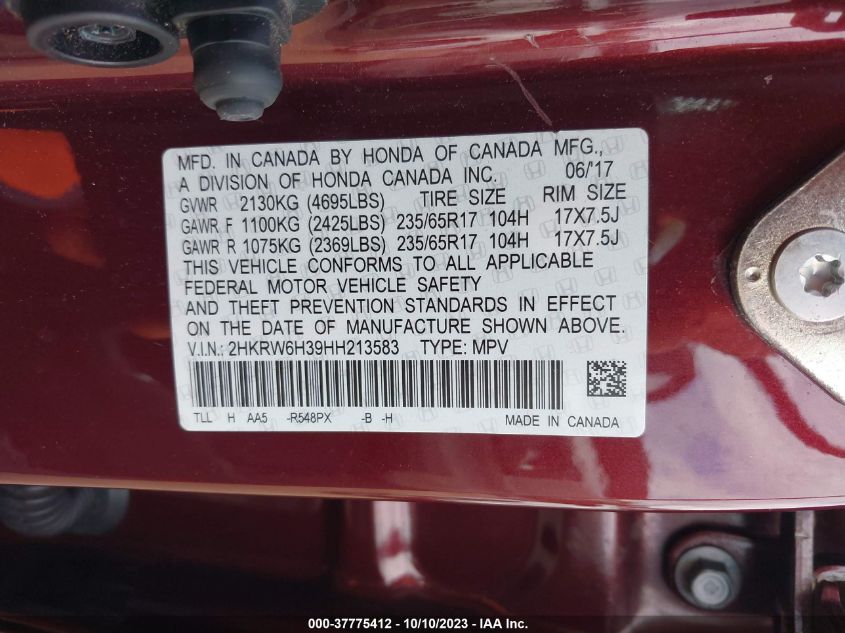 MFD. IN CANADA BY HONDA OF CANADA MFG.,
A DIVISION OF HONDA CANADA INC. 06/'17
GVWR 2130KG (4695LBS) TIRE SIZE RIM SIZE
GAWR F 1100KG (2425LBS) 235/65R17 104H 17X7.5J
GAWR R 1075KG (2369LBS) 235/65R17 104H 17X7.5J
THIS VEHICLE CONFORMS TO ALL APPLICABLE
FEDERAL MOTOR VEHICLE SAFETY
AND THEFT PREVENTION STANDARDS IN EFFECT
ON THE DATE OF MANUFACTURE SHOWN ABOVE.
V.I.N.: 2HKRW6H39HH213583 TYPE: MPV
TLL H AA5 -R548PX -B -H MADE IN CANADA
000-37775412 - 10/10/2023 - IAA Inc.